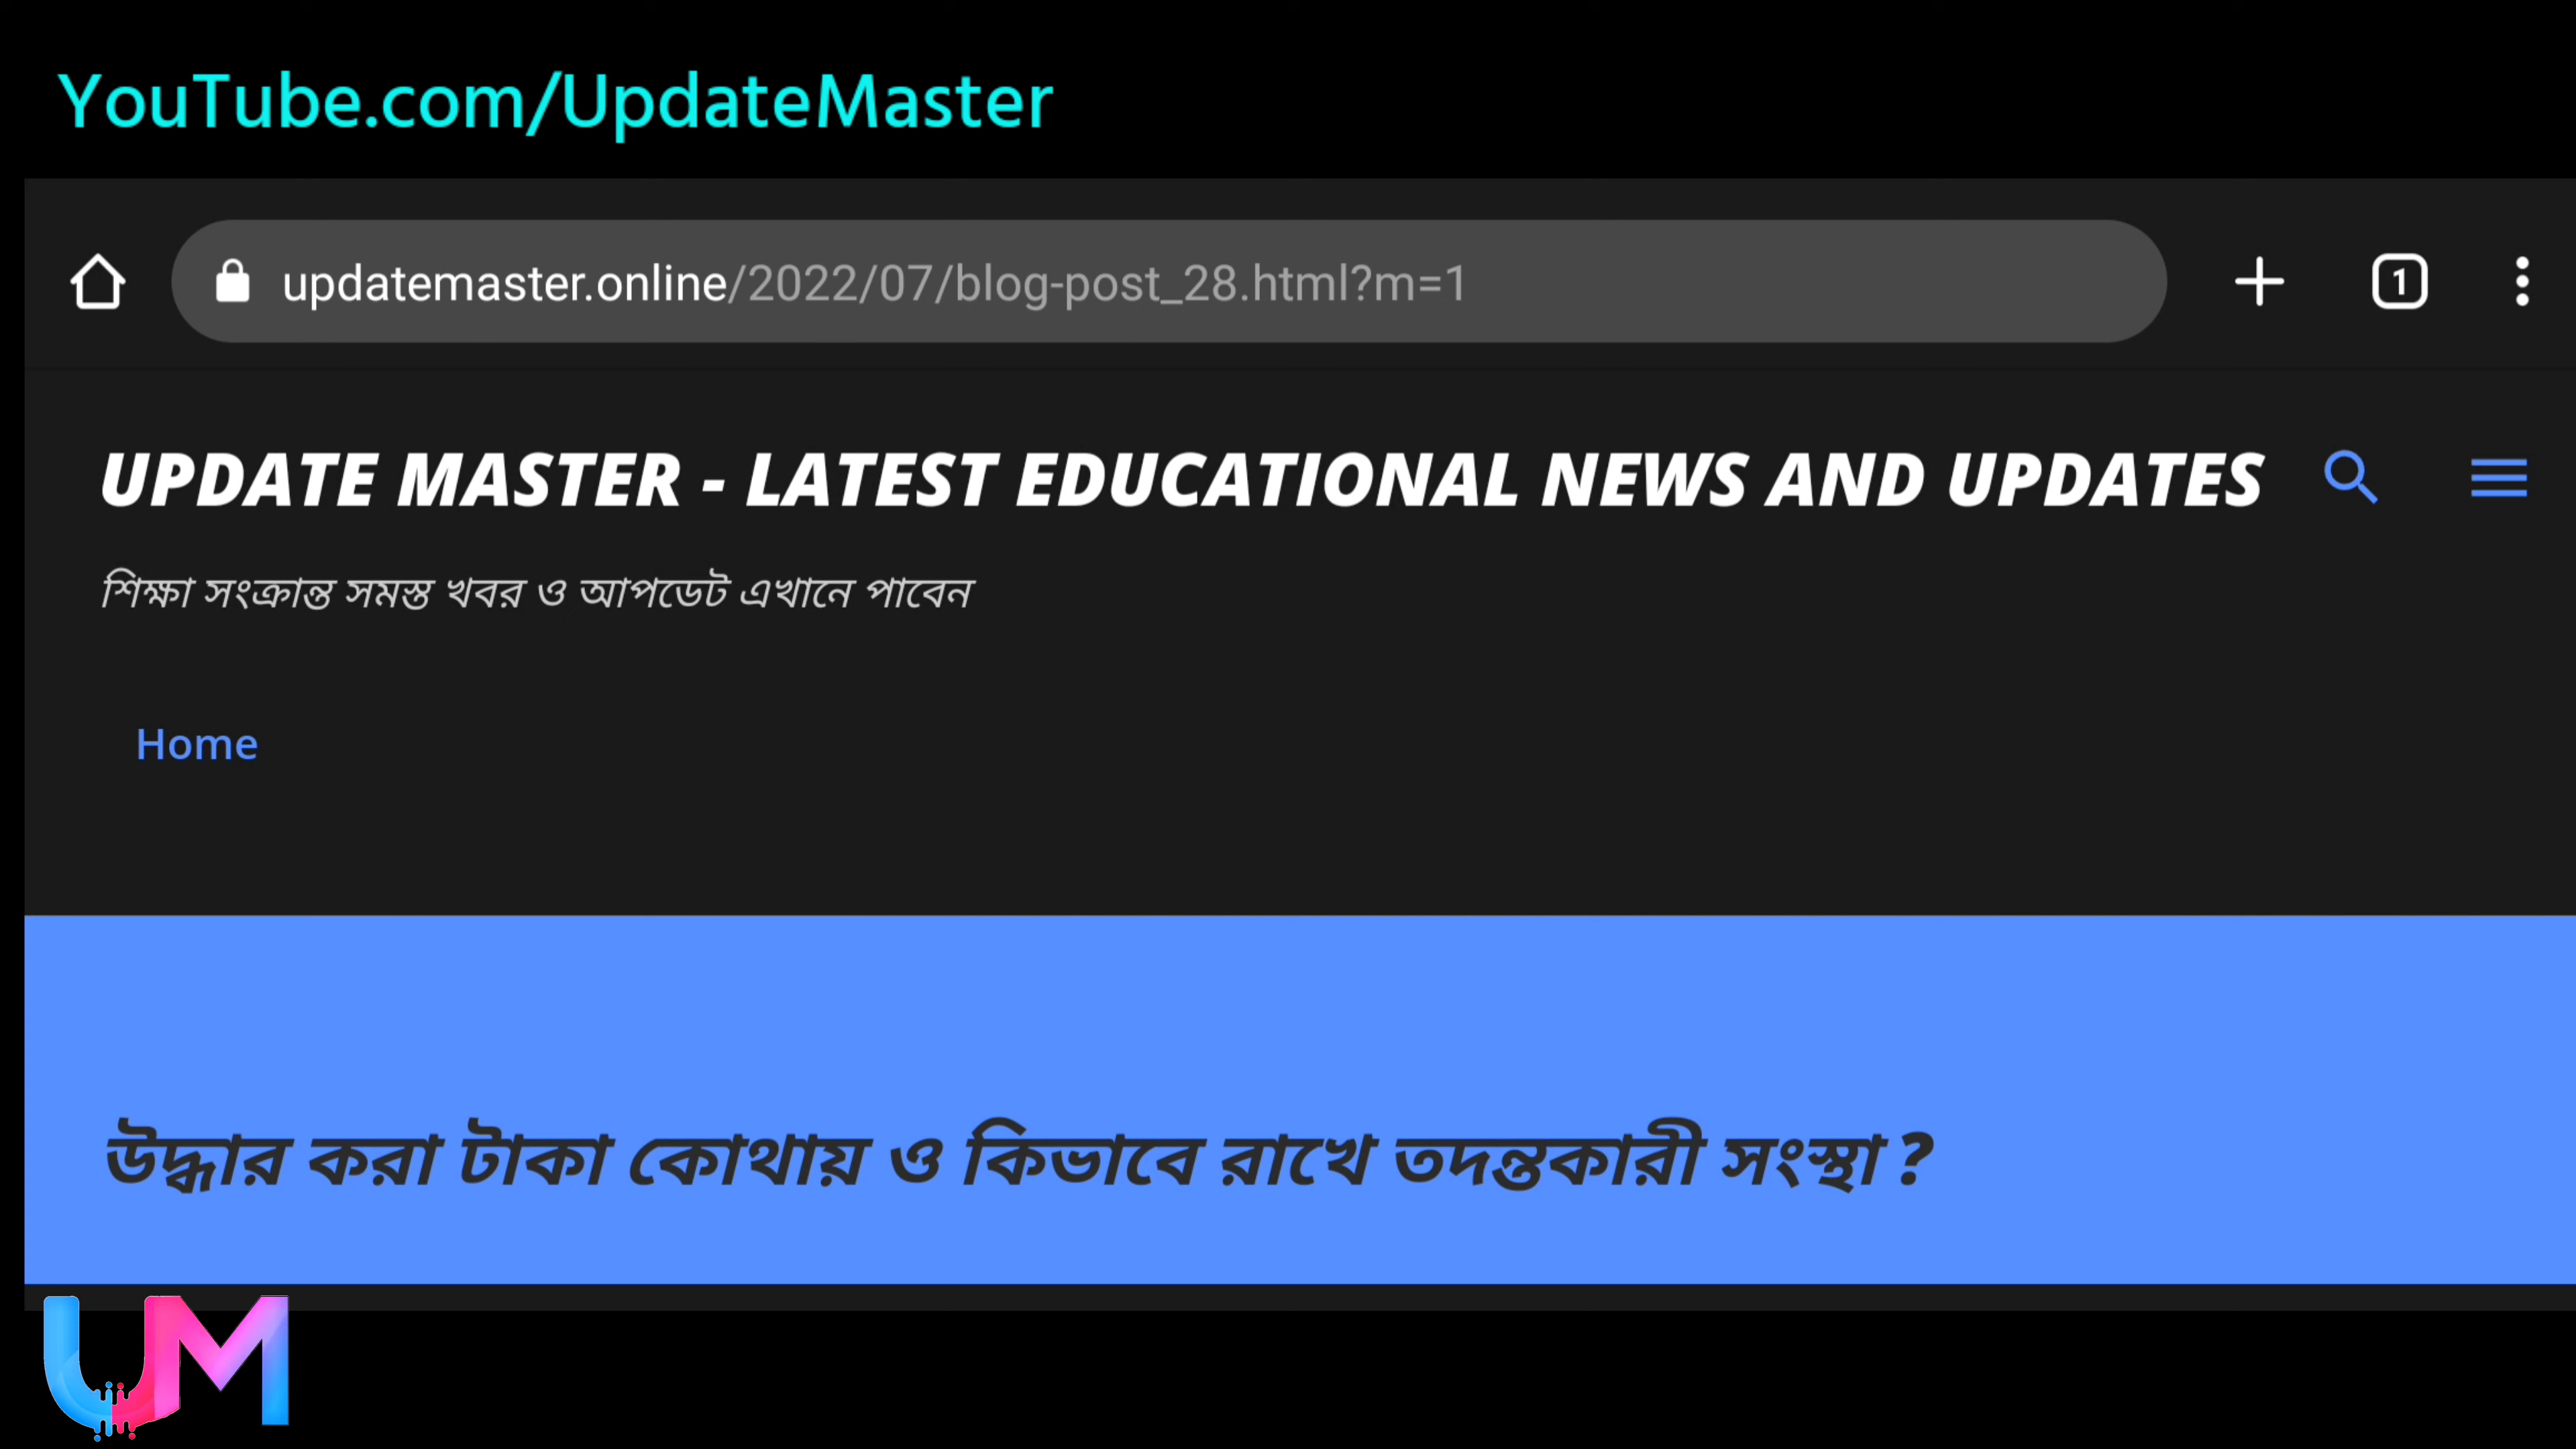 YouTube.com/UpdateMaster
updatemaster.online/2022/07/blog-post_28.html?m=1
1
UPDATE MASTER - LATEST EDUCATIONAL NEWS AND UPDATES
শিক্ষা সংক্রান্ত সমস্ত খবর ও আপডেট এখানে পাবেন
Home
উদ্ধার করা টাকা কোথায় ও কিভাবে রাখে তদন্তকারী সংস্থা ?
UM